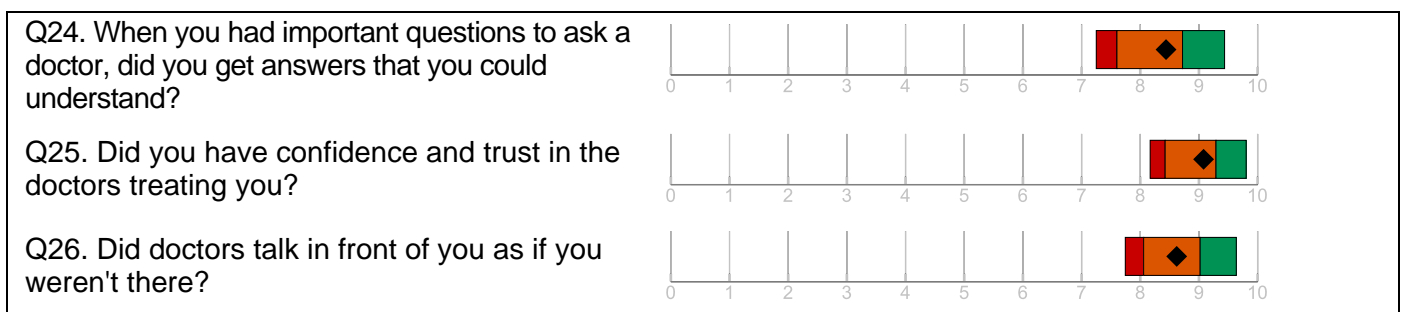 Q24. When you had important questions to ask a
doctor, did you get answers that you could
understand?
0 1 2 3 4 5 6 7 8 9 10
Q25. Did you have confidence and trust in the
doctors treating you?
0 1 2 3 4 5 6 7 8 9 10
Q26. Did doctors talk in front of you as if you
weren't there?
0 1 2 3 4 5 6 7 8 9 10